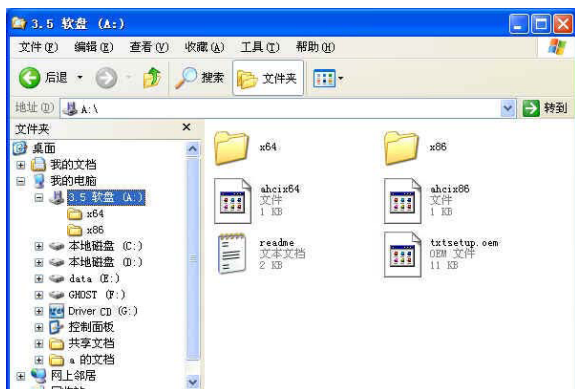 3.5 软盘 (A:)
文件(F) 编辑(E) 查看(V) 收藏(A) 工具(T) 帮助(H)
后退 搜索 文件夹
地址(D) A:\ 转到
文件夹 ×
桌面
我的文档
我的电脑
3.5 软盘 (A:)
x64
x86
本地磁盘 (C:)
本地磁盘 (D:)
data (E:)
GHOST (F:)
Driver CD (G:)
控制面板
共享文档
a 的文档
网上邻居
x64
x86
ahcix64
文件
1 KB
ahcix86
文件
1 KB
readme
文本文档
2 KB
txtsetup.oem
OEM 文件
11 KB